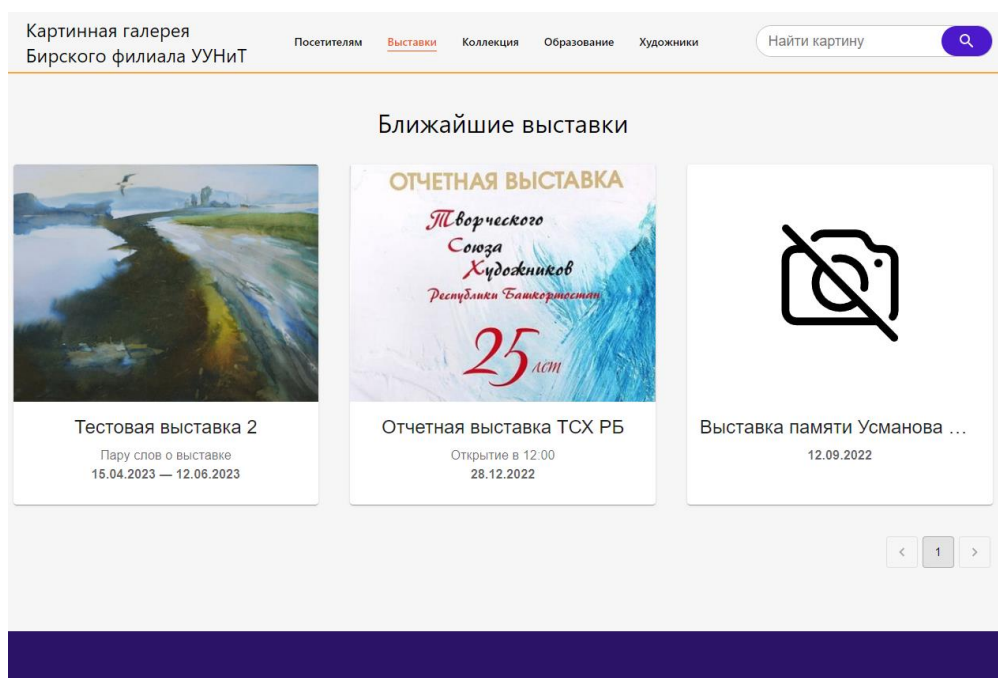 Картинная галерея
Бирского филиала УУНиТ
Посетителям Выставки Коллекция Образование Художники
Найти картину
Ближайшие выставки
ОТЧЕТНАЯ ВЫСТАВКА
Творческого
Союза
Художников
Республики Башкортостан
25 лет
Тестовая выставка 2
Пару слов о выставке
15.04.2023 — 12.06.2023
Отчетная выставка ТСХ РБ
Открытие в 12:00
28.12.2022
Выставка памяти Усманова ...
12.09.2022
1